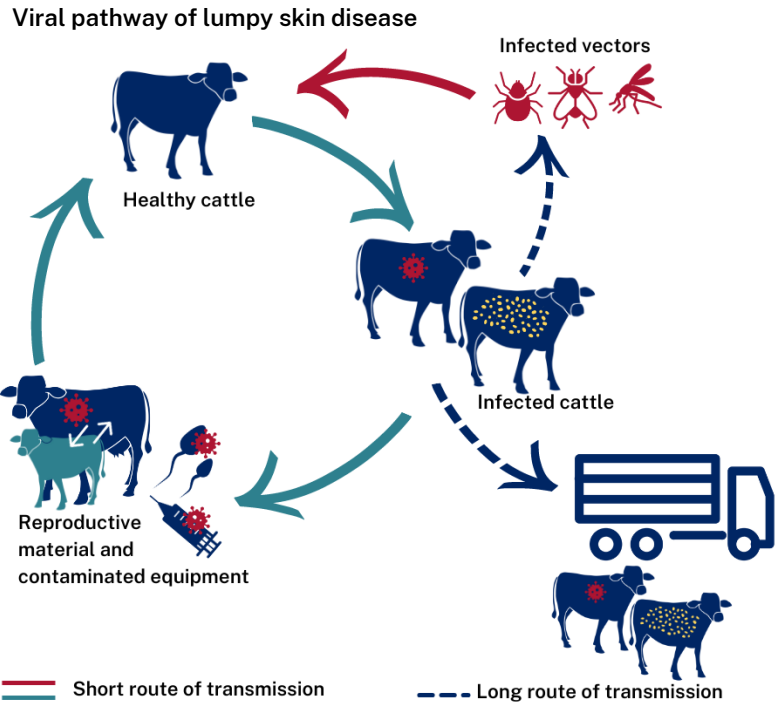 Viral pathway of lumpy skin disease
Infected vectors
Healthy cattle
Infected cattle
Reproductive
material and
contaminated equipment
Short route of transmission
Long route of transmission